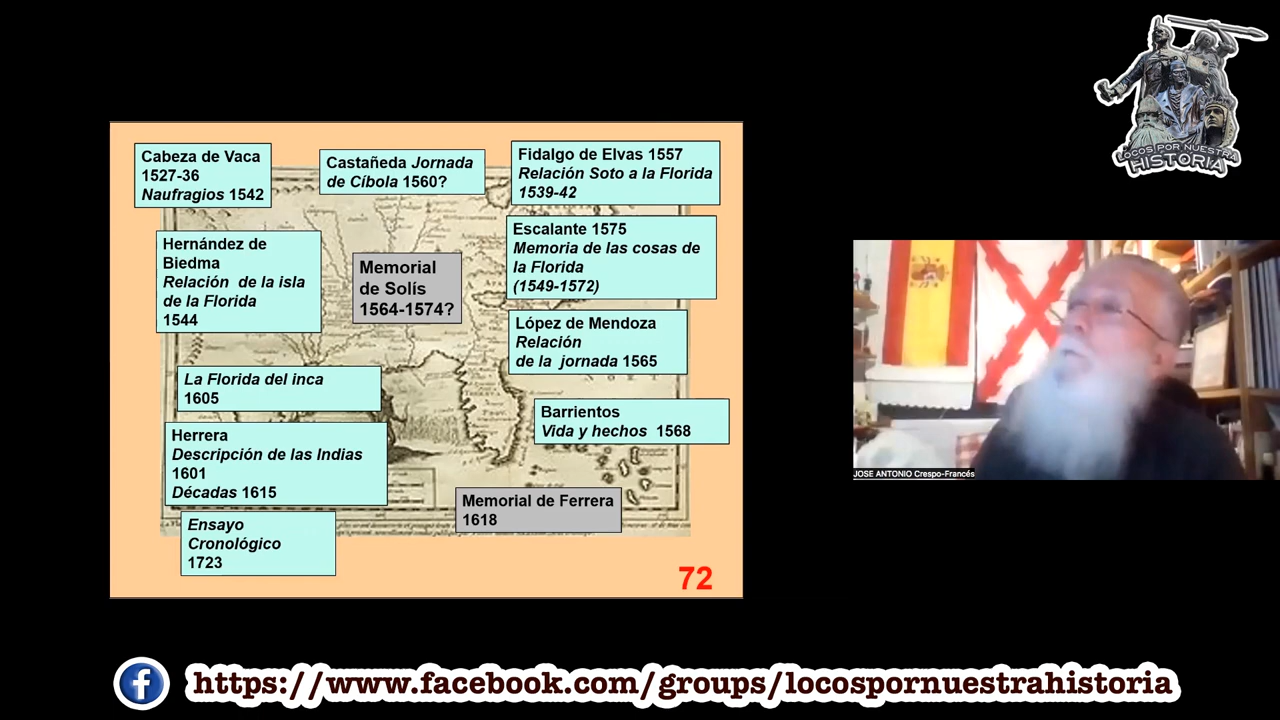 LOCOS POR NUESTRA
HISTORIA
Cabeza de Vaca
1527-36
Naufragios 1542
Castañeda Jornada
de Cíbola 1560?
Fidalgo de Elvas 1557
Relación Soto a la Florida
1539-42
Hernández de
Biedma
Relación de la isla
de la Florida
1544
Memorial
de Solís
1564-1574?
Escalante 1575
Memoria de las cosas de
la Florida
(1549-1572)
López de Mendoza
Relación
de la jornada 1565
La Florida del inca
1605
Barrientos
Vida y hechos 1568
Herrera
Descripción de las Indias
1601
Décadas 1615
Memorial de Ferrera
1618
Ensayo
Cronológico
1723
72
JOSE ANTONIO Crespo-Francés
https://www.facebook.com/groups/locospornuestrahistoria